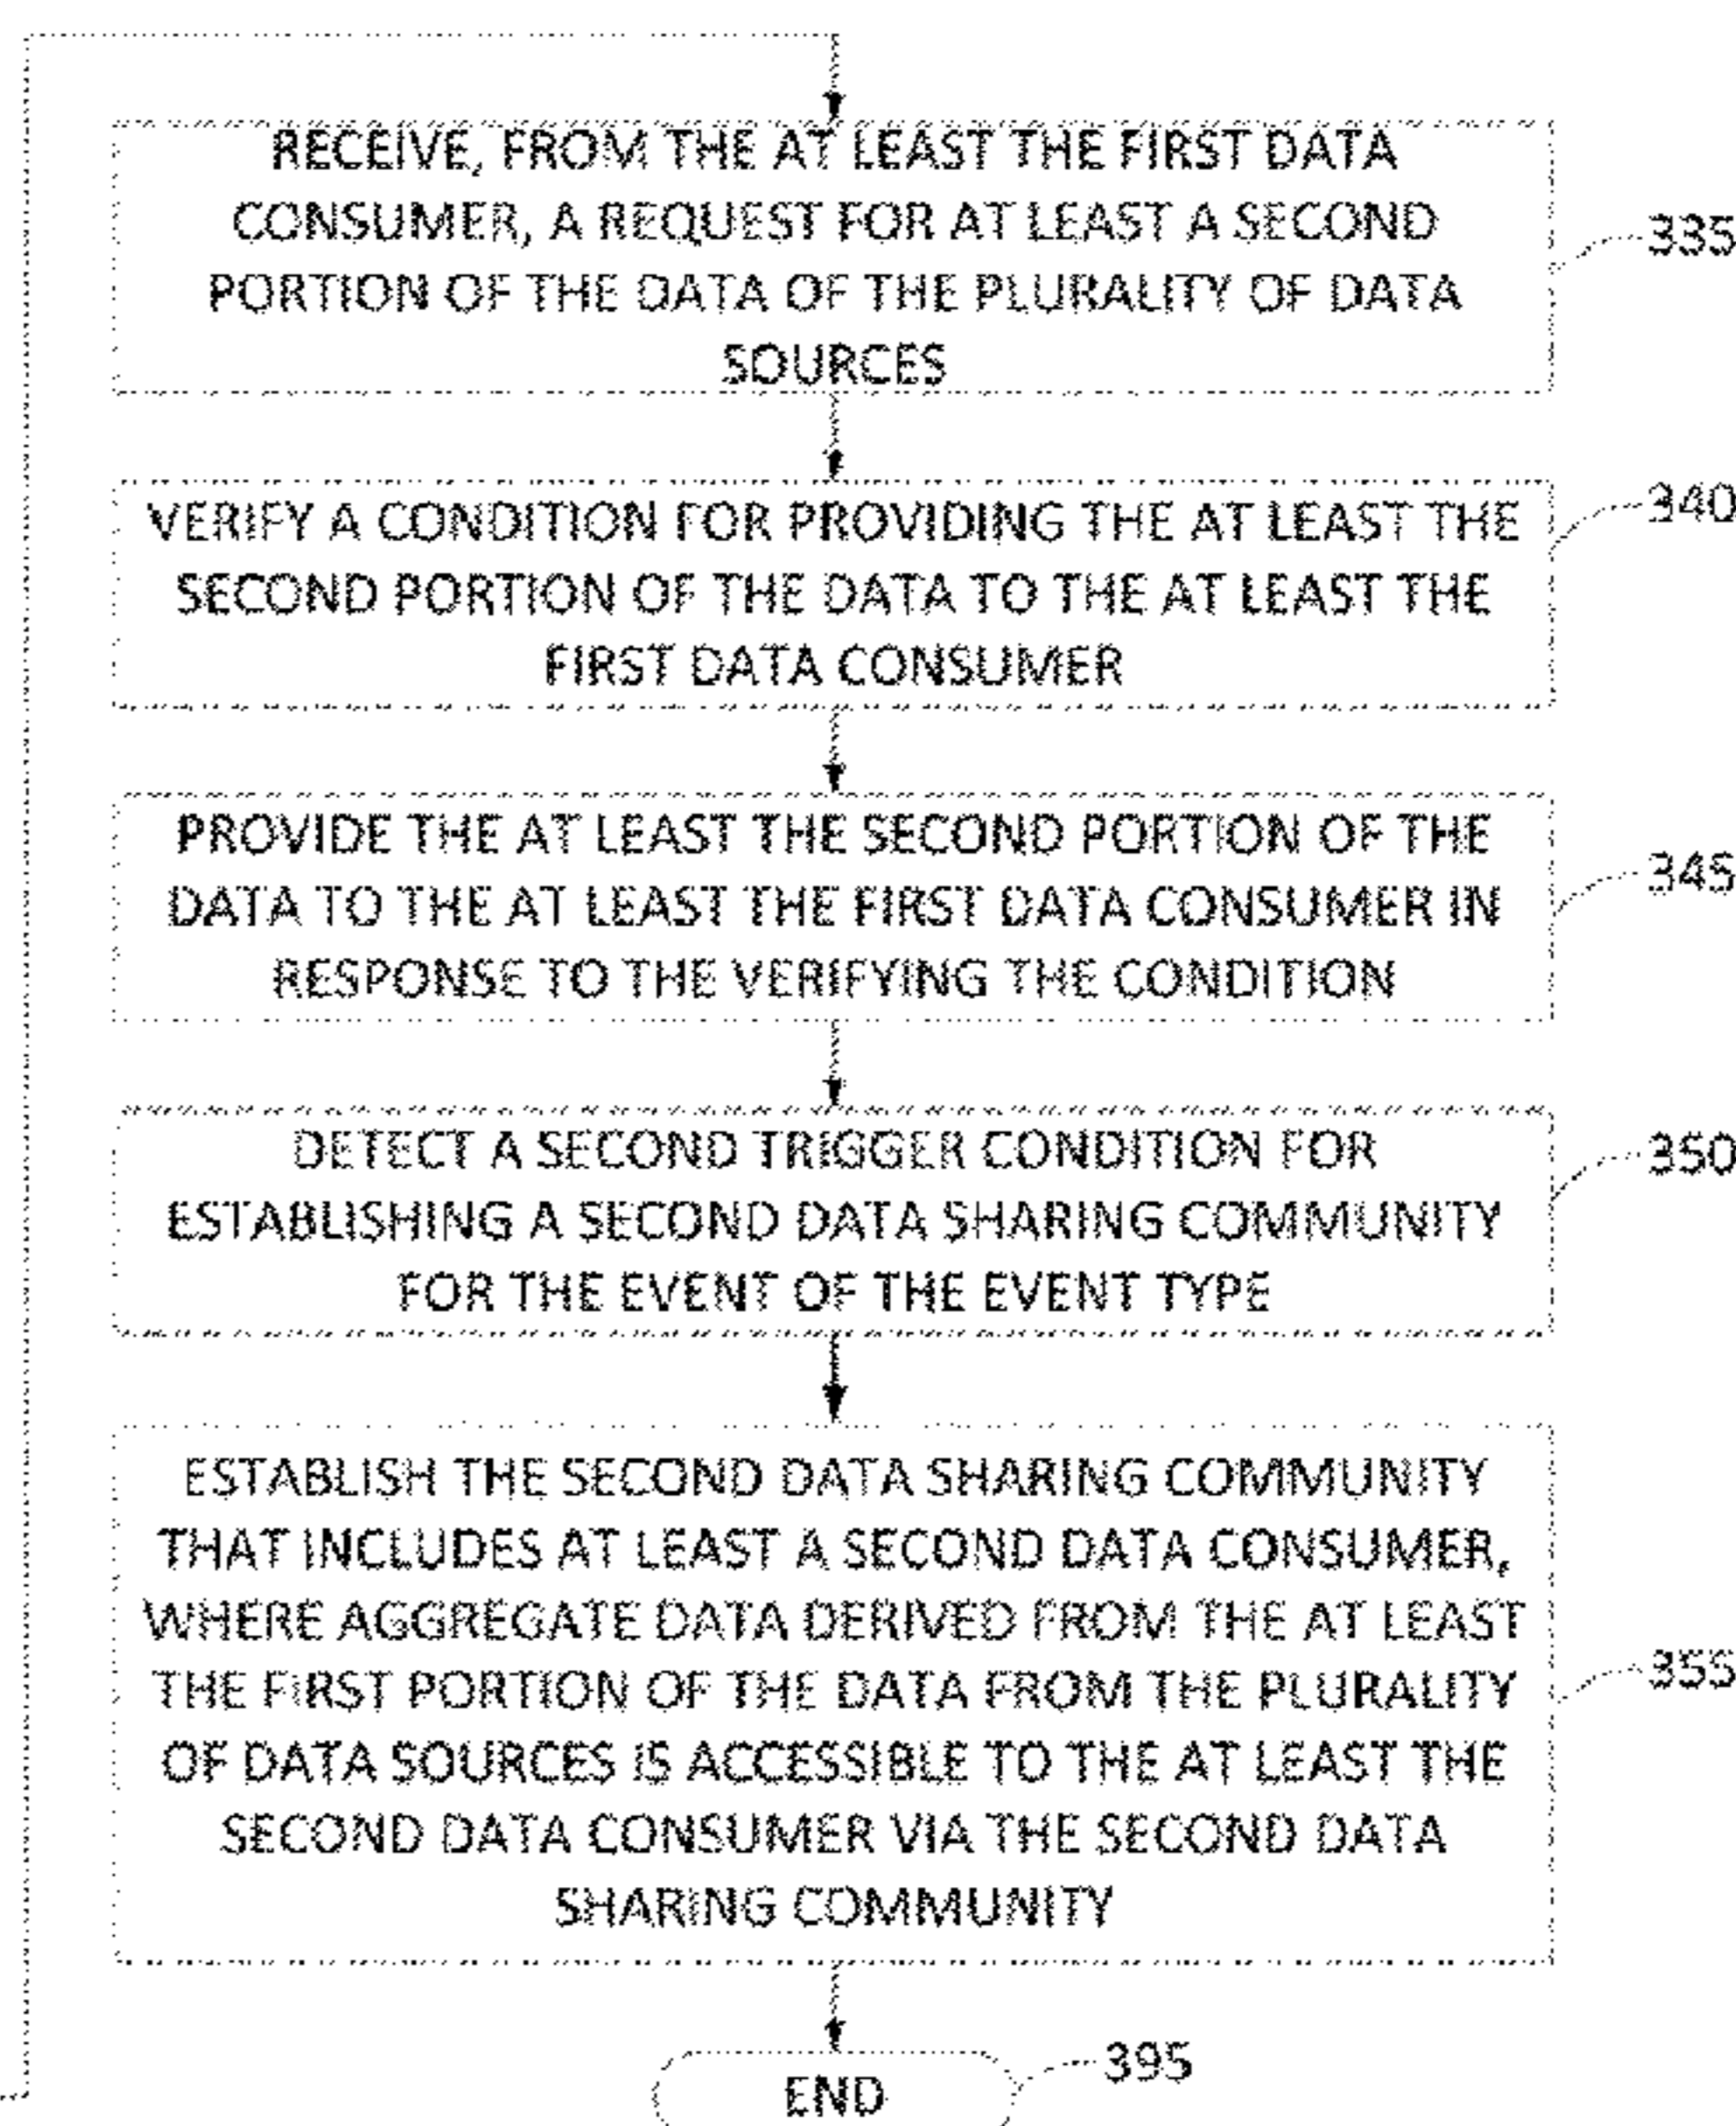 RECEIVE, FROM THE AT LEAST THE FIRST DATA
CONSUMER, A REQUEST FOR AT LEAST A SECOND
PORTION OF THE DATA OF THE PLURALITY OF DATA
SOURCES
335
VERIFY A CONDITION FOR PROVIDING THE AT LEAST THE
SECOND PORTION OF THE DATA TO THE AT LEAST THE
FIRST DATA CONSUMER
340
PROVIDE THE AT LEAST THE SECOND PORTION OF THE
DATA TO THE AT LEAST THE FIRST DATA CONSUMER IN
RESPONSE TO THE VERIFYING THE CONDITION
345
DETECT A SECOND TRIGGER CONDITION FOR
ESTABLISHING A SECOND DATA SHARING COMMUNITY
FOR THE EVENT OF THE EVENT TYPE
350
ESTABLISH THE SECOND DATA SHARING COMMUNITY
THAT INCLUDES AT LEAST A SECOND DATA CONSUMER,
WHERE AGGREGATE DATA DERIVED FROM THE AT LEAST
THE FIRST PORTION OF THE DATA FROM THE PLURALITY
OF DATA SOURCES IS ACCESSIBLE TO THE AT LEAST THE
SECOND DATA CONSUMER VIA THE SECOND DATA
SHARING COMMUNITY
355
END
395